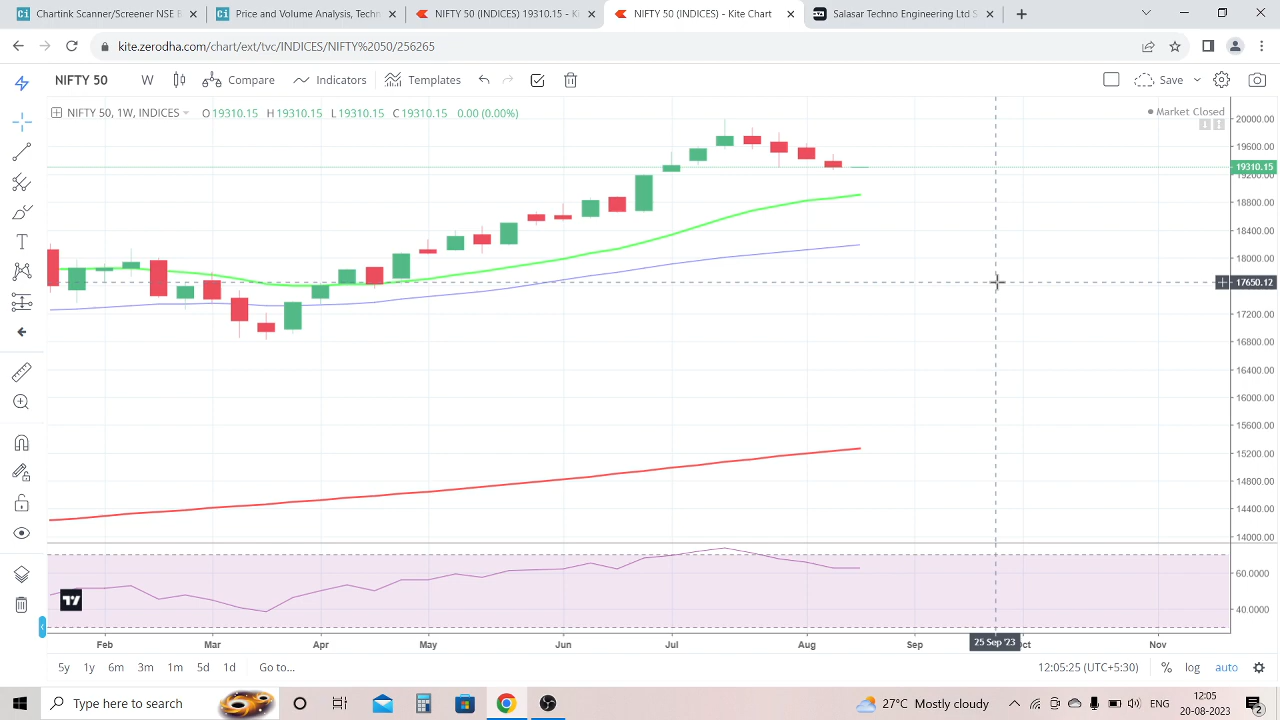 Chartink Screener: NSE B
Price and Volume Analysis, Techn
NIFTY 50 (INDICES) 19310.15 - Ki
NIFTY 50 (INDICES) - Kite Chart
Salasar Techno Engineering Ltd S
kite.zerodha.com/chart/ext/tvc/INDICES/NIFTY%2050/256265
NIFTY 50 W Compare Indicators Templates Save
NIFTY 50, 1W, INDICES O19310.15 H19310.15 L19310.15 C19310.15 0.00 (0.00%)
Market Closed
20000.00
19600.00
19310.15
19200.00
18800.00
18400.00
18000.00
17650.12
17200.00
16800.00
16400.00
16000.00
15600.00
15200.00
14800.00
14400.00
14000.00
60.0000
40.0000
Feb Mar Apr May Jun Jul Aug Sep 25 Sep '23 Nov
5y 1y 6m 3m 1m 5d 1d Go to... 12:05:25 (UTC+5:30) % log auto
Type here to search 27°C Mostly cloudy ENG 12:05
20-08-2023